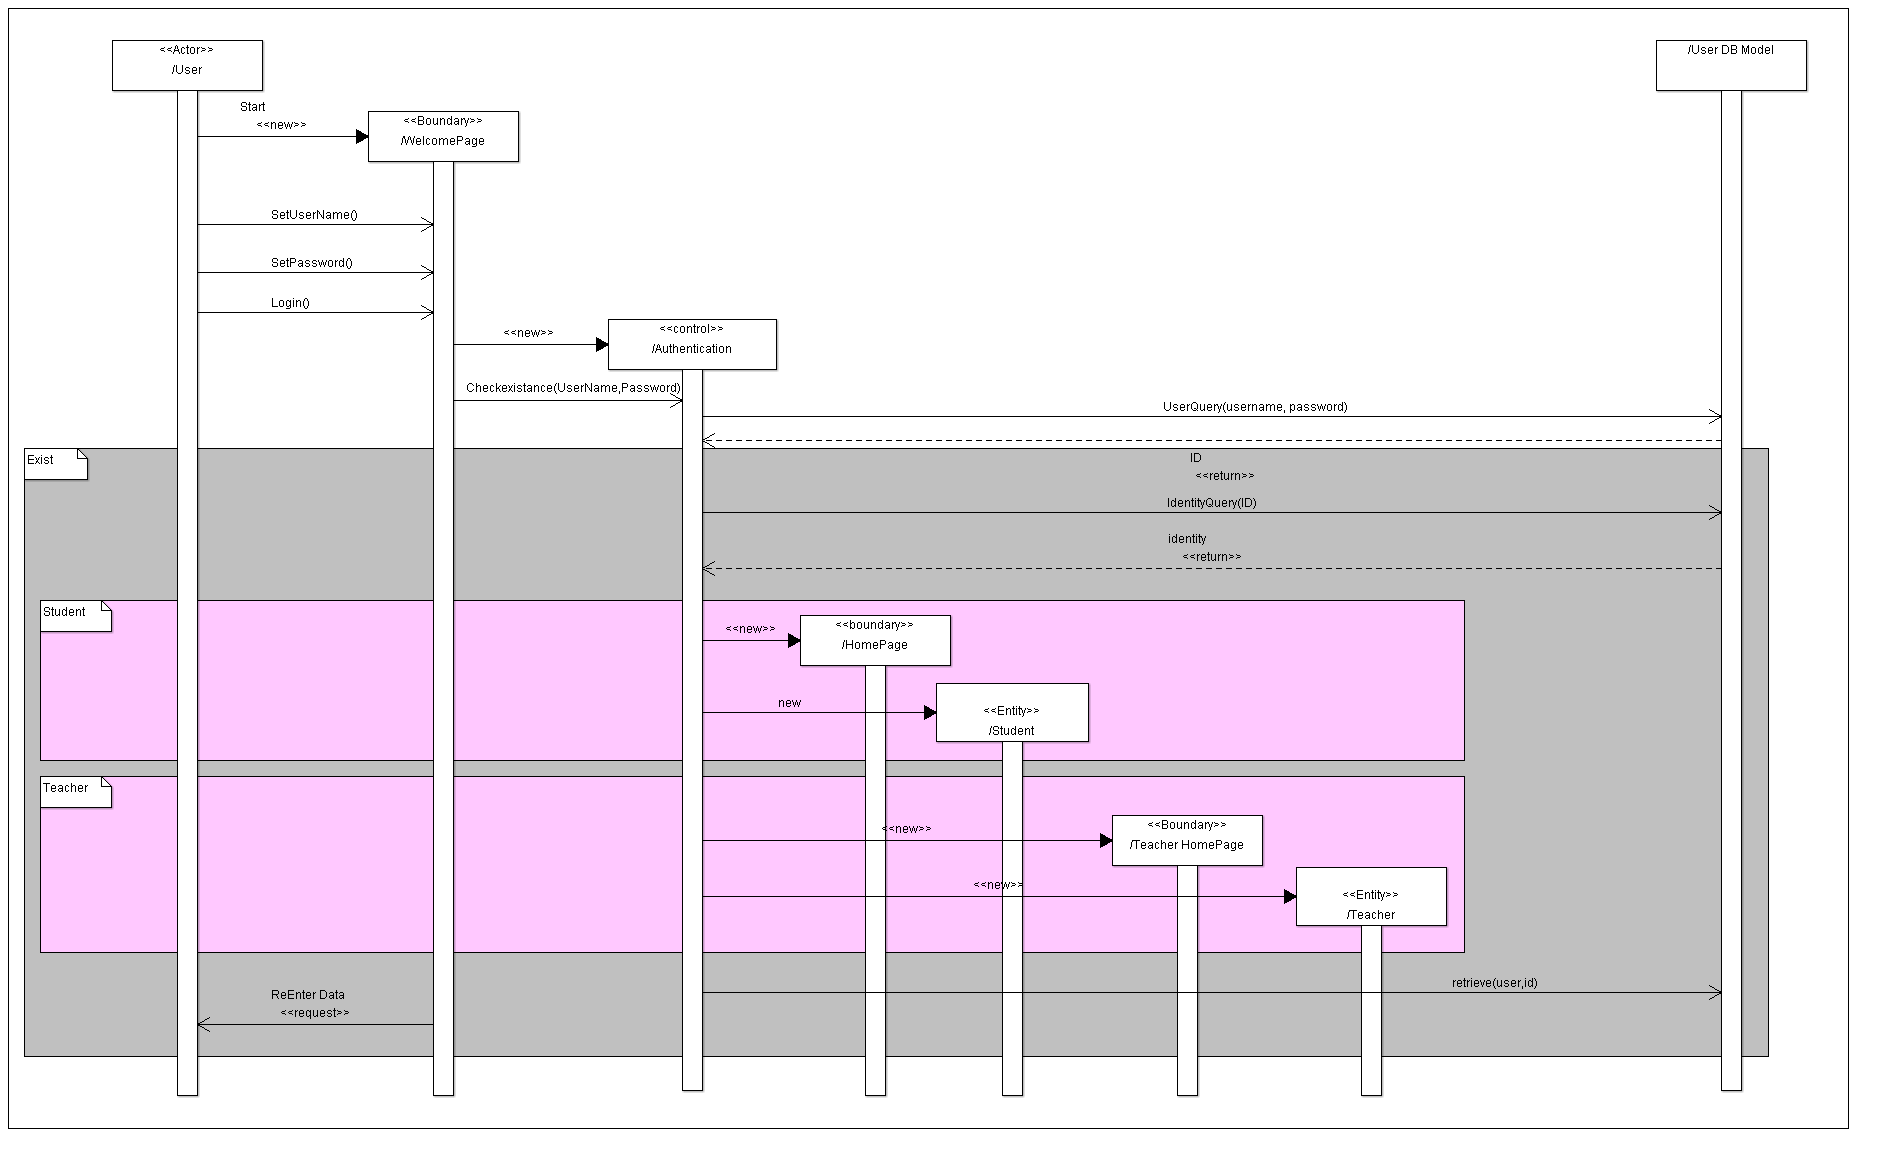 <<Actor>>
/User
/User DB Model
Start
<<new>>
<<Boundary>>
/WelcomePage
SetUserName()
SetPassword()
Login()
<<new>>
<<control>>
/Authentication
Checkexistance(UserName,Password)
UserQuery(username, password)
Exist
ID
<<return>>
IdentityQuery(ID)
identity
<<return>>
Student
<<new>>
<<boundary>>
/HomePage
new
<<Entity>>
/Student
Teacher
<<new>>
<<Boundary>>
/Teacher HomePage
<<new>>
<<Entity>>
/Teacher
retrieve(user,id)
ReEnter Data
<<request>>